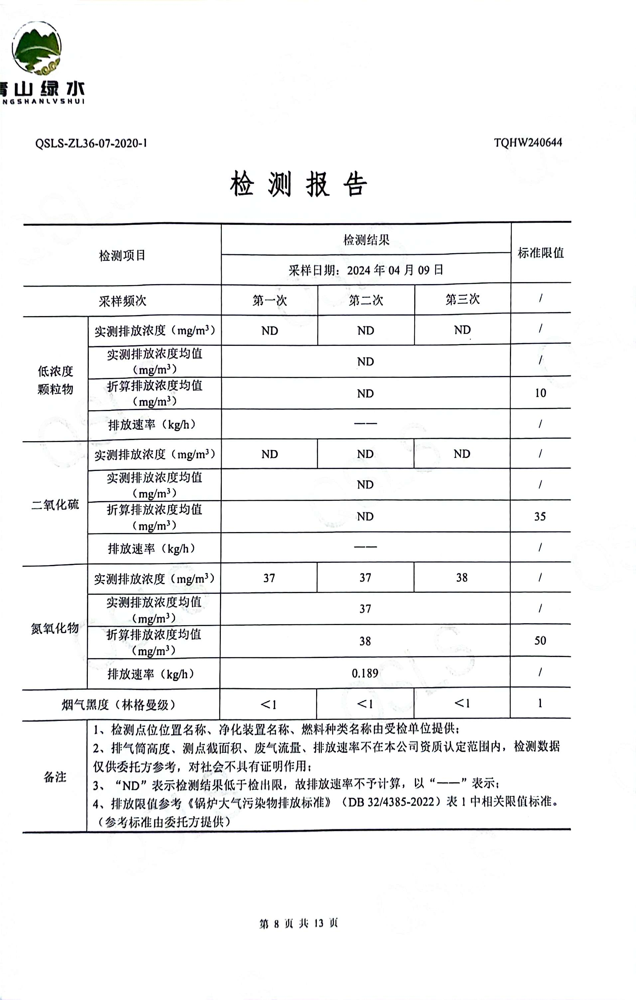 青山绿水
NGSHANLVSHUI
QSLS-ZL36-07-2020-1 TQHW240644
检测报告
检测项目 检测结果 标准限值
采样日期：2024 年 04 月 09 日
采样频次 第一次 第二次 第三次 /
低浓度颗粒物 实测排放浓度（mg/m³） ND ND ND /
实测排放浓度均值（mg/m³） ND /
折算排放浓度均值（mg/m³） ND 10
排放速率（kg/h） —— /
二氧化硫 实测排放浓度（mg/m³） ND ND ND /
实测排放浓度均值（mg/m³） ND /
折算排放浓度均值（mg/m³） ND 35
排放速率（kg/h） —— /
氮氧化物 实测排放浓度（mg/m³） 37 37 38 /
实测排放浓度均值（mg/m³） 37 /
折算排放浓度均值（mg/m³） 38 50
排放速率（kg/h） 0.189 /
烟气黑度（林格曼级） <1 <1 <1 1
备注
1、检测点位位置名称、净化装置名称、燃料种类名称由受检单位提供；
2、排气筒高度、测点截面积、废气流量、排放速率不在本公司资质认定范围内，检测数据
仅供委托方参考，对社会不具有证明作用；
3、“ND”表示检测结果低于检出限，故排放速率不予计算，以“——”表示；
4、排放限值参考《锅炉大气污染物排放标准》（DB 32/4385-2022）表 1 中相关限值标准。
（参考标准由委托方提供）
第 8 页 共 13 页